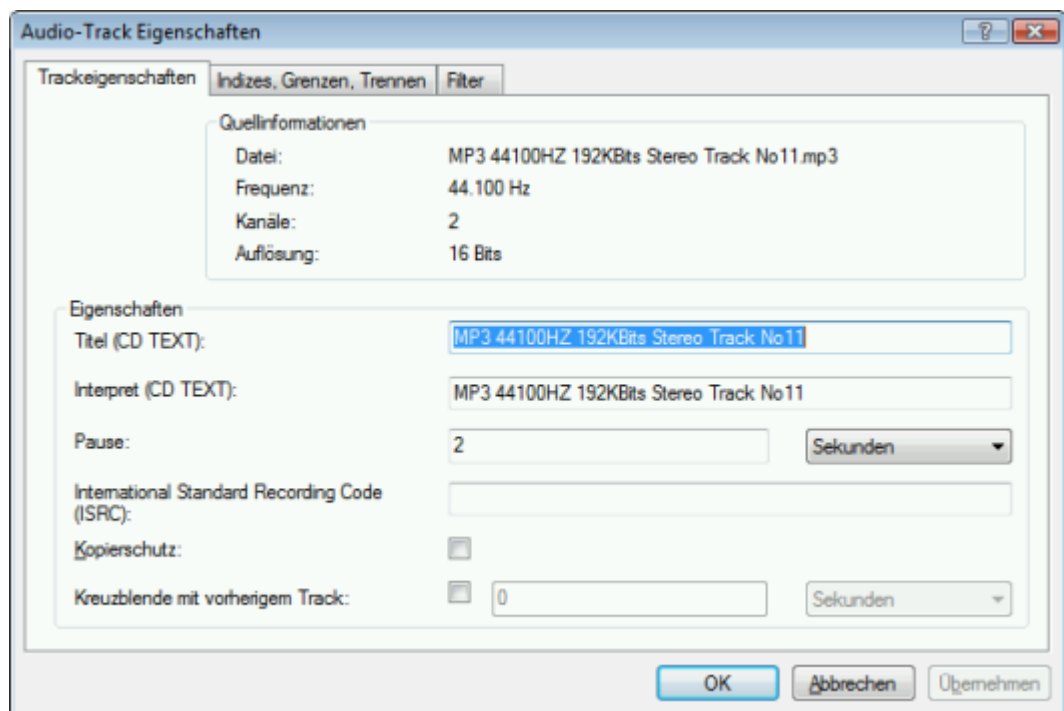 Audio-Track Eigenschaften
Trackeigenschaften Indizes, Grenzen, Trennen Filter
Quellinformationen
Datei: MP3 44100HZ 192KBits Stereo Track No11.mp3
Frequenz: 44.100 Hz
Kanäle: 2
Auflösung: 16 Bits
Eigenschaften
Titel (CD TEXT): MP3 44100HZ 192KBits Stereo Track No11
Interpret (CD TEXT): MP3 44100HZ 192KBits Stereo Track No11
Pause: 2 Sekunden
International Standard Recording Code
(ISRC):
Kopierschutz:
Kreuzblende mit vorherigem Track: 0 Sekunden
OK Abbrechen Übernehmen